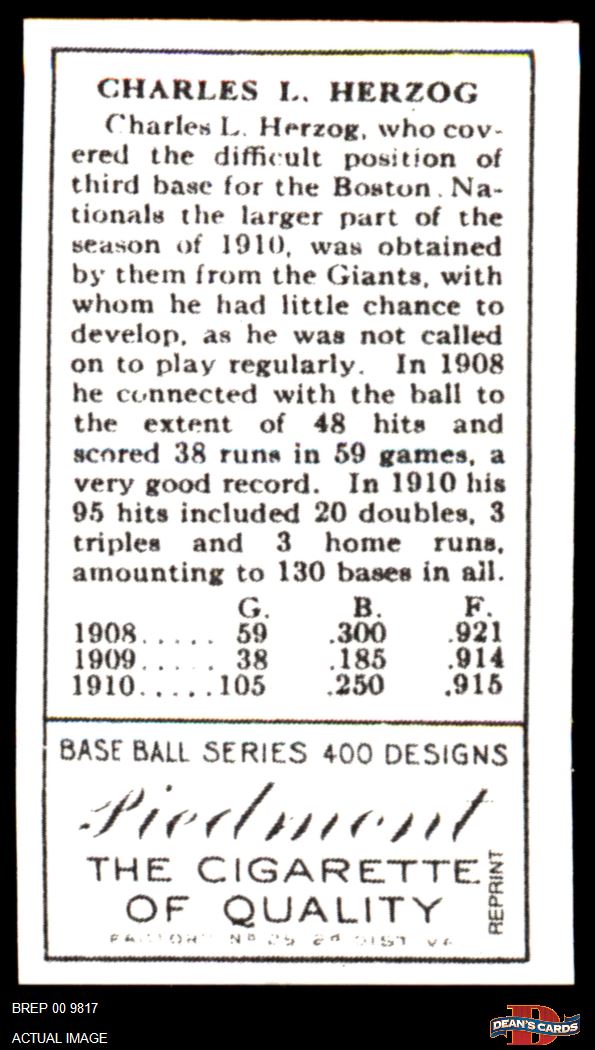 CHARLES L. HERZOG
Charles L. Herzog, who cov-
ered the difficult position of
third base for the Boston Na-
tionals the larger part of the
season of 1910, was obtained
by them from the Giants, with
whom he had little chance to
develop, as he was not called
on to play regularly. In 1908
he connected with the ball to
the extent of 48 hits and
scored 38 runs in 59 games, a
very good record. In 1910 his
95 hits included 20 doubles, 3
triples and 3 home runs,
amounting to 130 bases in all.
G. B. F.
1908..... 59 .300 .921
1909..... 38 .185 .914
1910.....105 .250 .915
BASE BALL SERIES 400 DESIGNS
Piedmont
THE CIGARETTE
OF QUALITY
REPRINT
FACTORY Nº 25 2D DIST VA
BREP 00 9817
ACTUAL IMAGE
D
DEAN'S CARDS